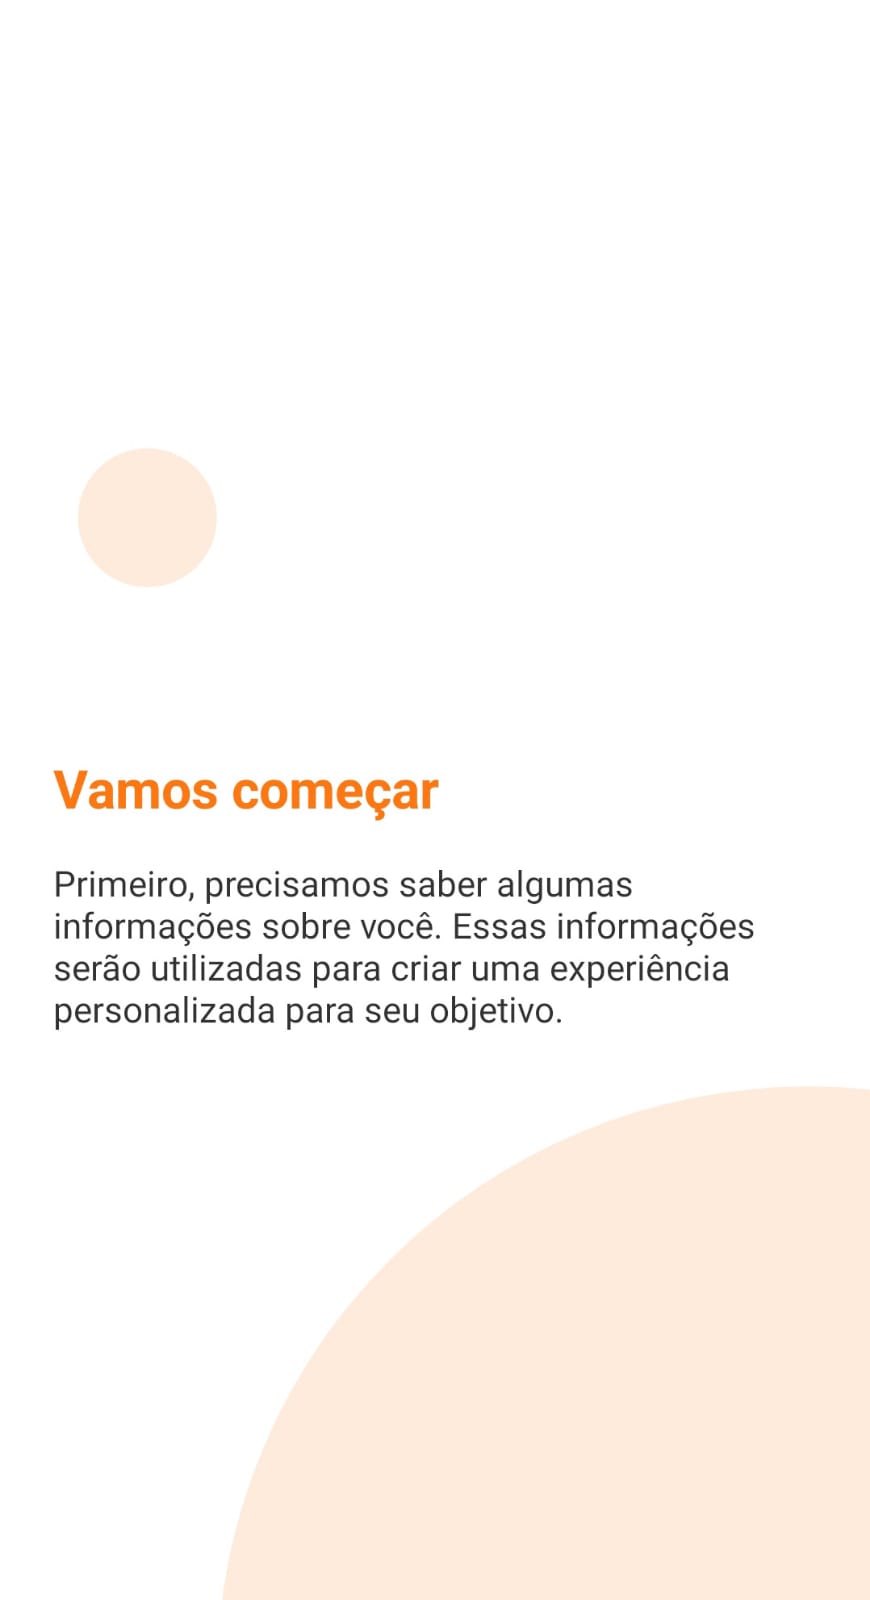 Vamos começar
Primeiro, precisamos saber algumas
informações sobre você. Essas informações
serão utilizadas para criar uma experiência
personalizada para seu objetivo.